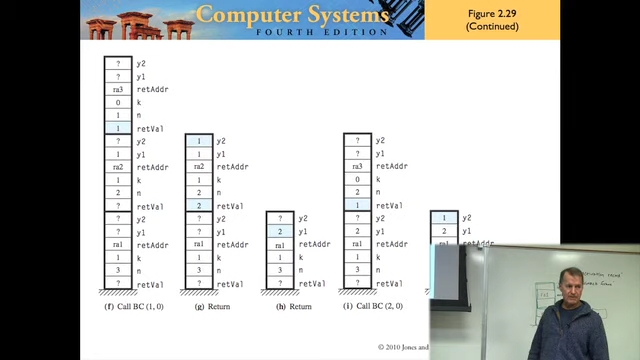 Computer Systems
FOURTH EDITION
Figure 2.29
(Continued)
? y2
? y1
ra3 retAddr
0 k
1 n
1 retVal
? y2
1 y1
ra2 retAddr
1 k
2 n
? retVal
? y2
? y1
ra1 retAddr
1 k
3 n
? retVal
(f) Call BC (1, 0)
1 y2
1 y1
ra2 retAddr
1 k
2 n
2 retVal
? y2
? y1
ra1 retAddr
1 k
3 n
? retVal
(g) Return
? y2
2 y1
ra1 retAddr
1 k
3 n
? retVal
(h) Return
? y2
? y1
ra3 retAddr
0 k
2 n
1 retVal
? y2
2 y1
ra1 retAddr
1 k
3 n
? retVal
(i) Call BC (2, 0)
1 y2
2 y1
© 2010 Jones and